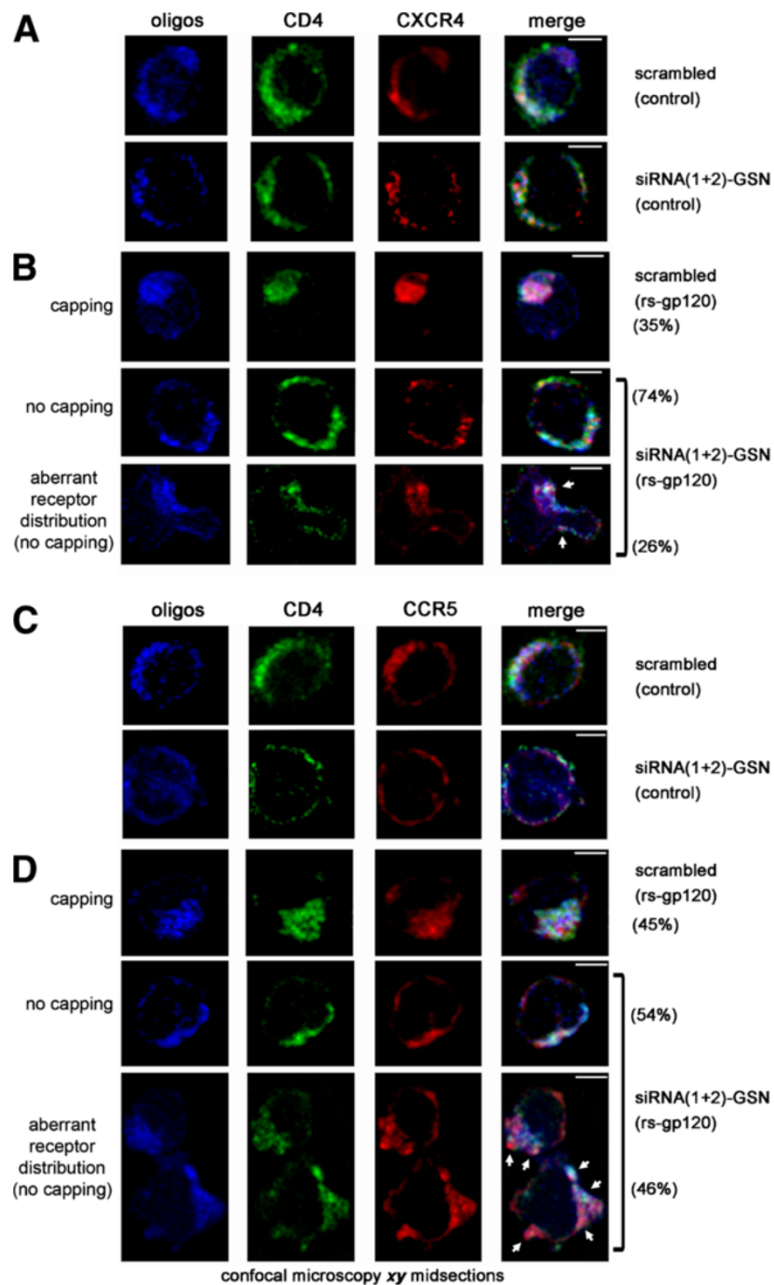 A
oligos CD4 CXCR4 merge
scrambled
(control)
siRNA(1+2)-GSN
(control)
B
capping
scrambled
(rs-gp120)
(35%)
no capping
(74%)
siRNA(1+2)-GSN
(rs-gp120)
aberrant
receptor
distribution
(no capping)
(26%)
C
oligos CD4 CCR5 merge
scrambled
(control)
siRNA(1+2)-GSN
(control)
D
capping
scrambled
(rs-gp120)
(45%)
no capping
(54%)
siRNA(1+2)-GSN
(rs-gp120)
aberrant
receptor
distribution
(no capping)
(46%)
confocal microscopy xy midsections